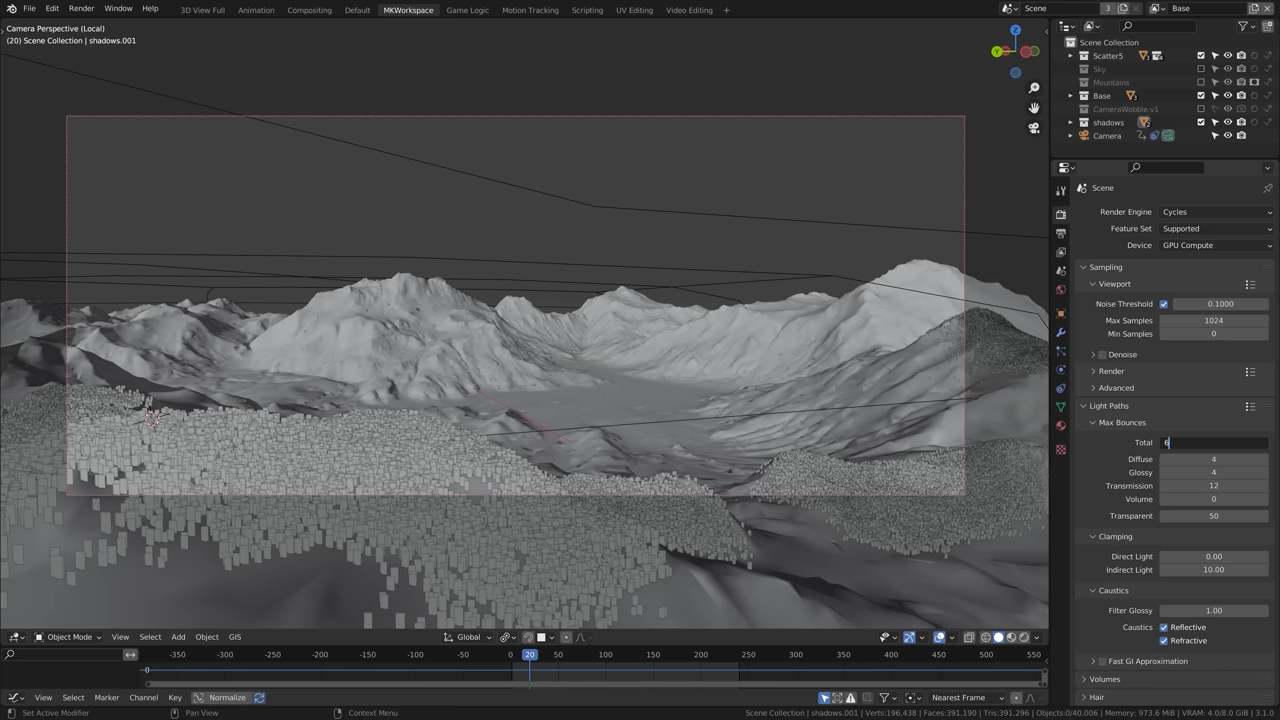 File Edit Render Window Help 3D View Full Animation Compositing Default MKWorkspace Game Logic Motion Tracking Scripting UV Editing Video Editing + Scene 3 Base
Camera Perspective (Local)
(20) Scene Collection | shadows.001
Z
Y
Scene Collection
Scatter5
Sky
Mountains
Base
CameraWobble.v1
shadows
Camera
Scene
Render Engine Cycles
Feature Set Supported
Device GPU Compute
Sampling
Viewport
Noise Threshold 0.1000
Max Samples 1024
Min Samples 0
Denoise
Render
Advanced
Light Paths
Max Bounces
Total 6
Diffuse 4
Glossy 4
Transmission 12
Volume 0
Transparent 50
Clamping
Direct Light 0.00
Indirect Light 10.00
Caustics
Filter Glossy 1.00
Caustics Reflective
Refractive
Fast GI Approximation
Volumes
Hair
Object Mode View Select Add Object GIS Global
-350 -300 -250 -200 -150 -100 -50 0 20 50 100 150 200 250 300 350 400 450 500 550
0
View Select Marker Channel Key Normalize Nearest Frame
Set Active Modifier Pan View Context Menu Scene Collection | shadows.001 | Verts:196,438 | Faces:391,190 | Tris:391,296 | Objects:0/40,006 | Memory: 973.6 MiB | VRAM: 4.0/8.0 GiB | 3.1.0